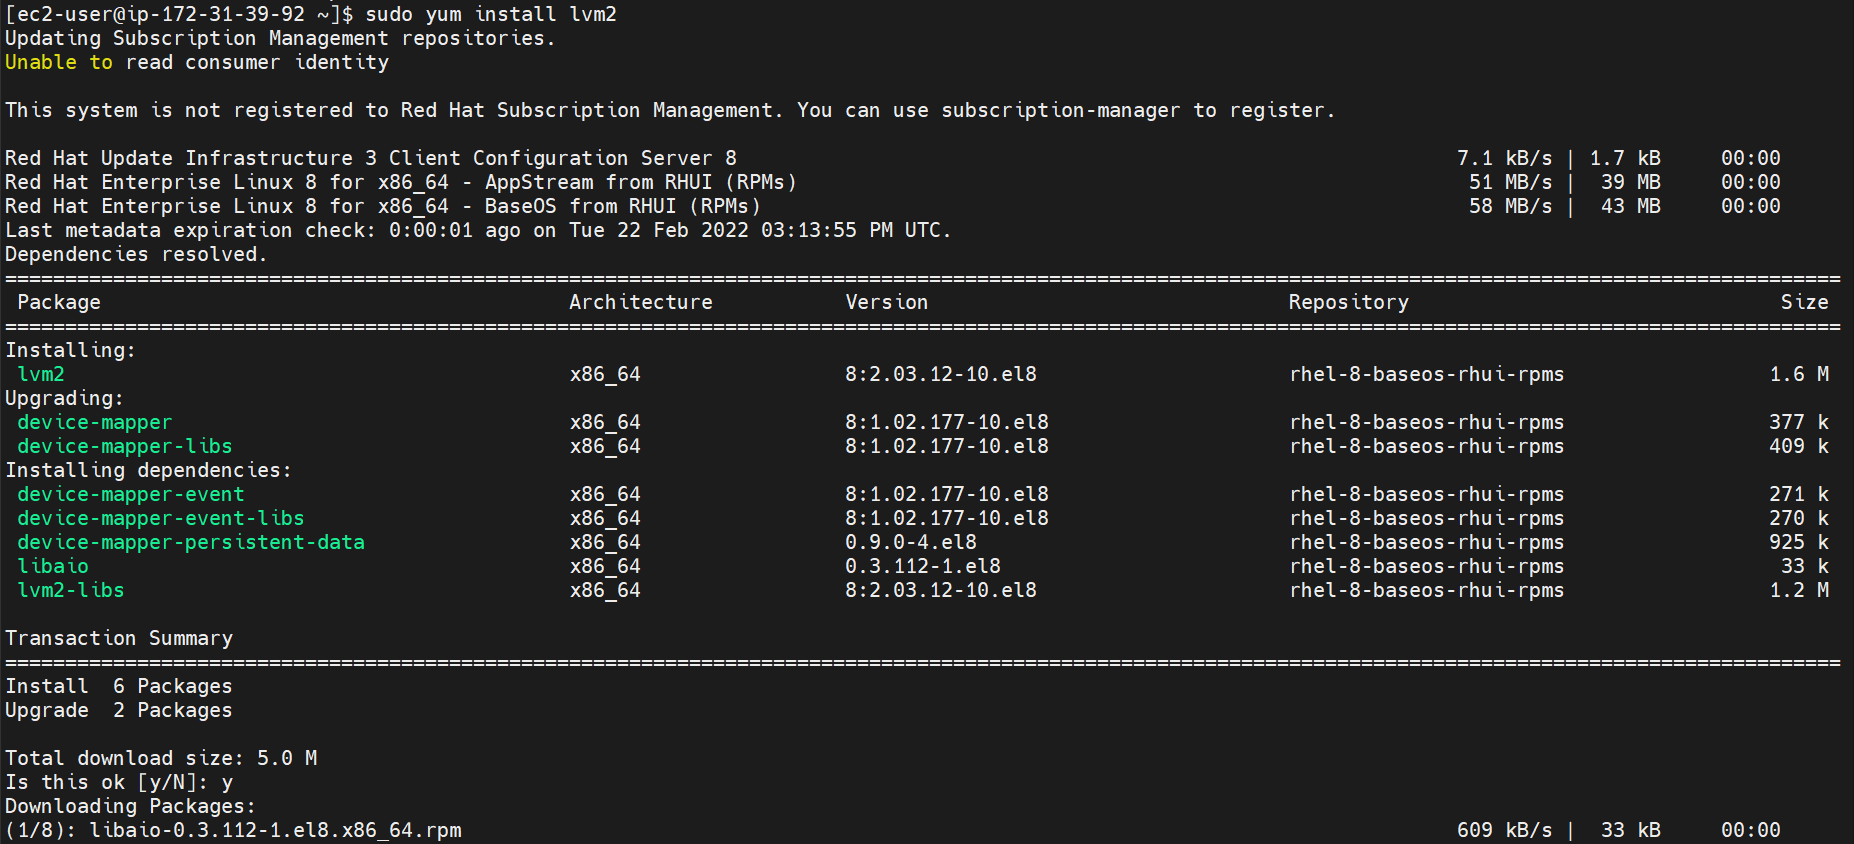 [ec2-user@ip-172-31-39-92 ~]$ sudo yum install lvm2
Updating Subscription Management repositories.
Unable to read consumer identity
This system is not registered to Red Hat Subscription Management. You can use subscription-manager to register.
Red Hat Update Infrastructure 3 Client Configuration Server 8 7.1 kB/s | 1.7 kB 00:00
Red Hat Enterprise Linux 8 for x86_64 - AppStream from RHUI (RPMs) 51 MB/s | 39 MB 00:00
Red Hat Enterprise Linux 8 for x86_64 - BaseOS from RHUI (RPMs) 58 MB/s | 43 MB 00:00
Last metadata expiration check: 0:00:01 ago on Tue 22 Feb 2022 03:13:55 PM UTC.
Dependencies resolved.
=========================================================================================================================================================
Package Architecture Version Repository Size
=========================================================================================================================================================
Installing:
lvm2 x86_64 8:2.03.12-10.el8 rhel-8-baseos-rhui-rpms 1.6 M
Upgrading:
device-mapper x86_64 8:1.02.177-10.el8 rhel-8-baseos-rhui-rpms 377 k
device-mapper-libs x86_64 8:1.02.177-10.el8 rhel-8-baseos-rhui-rpms 409 k
Installing dependencies:
device-mapper-event x86_64 8:1.02.177-10.el8 rhel-8-baseos-rhui-rpms 271 k
device-mapper-event-libs x86_64 8:1.02.177-10.el8 rhel-8-baseos-rhui-rpms 270 k
device-mapper-persistent-data x86_64 0.9.0-4.el8 rhel-8-baseos-rhui-rpms 925 k
libaio x86_64 0.3.112-1.el8 rhel-8-baseos-rhui-rpms 33 k
lvm2-libs x86_64 8:2.03.12-10.el8 rhel-8-baseos-rhui-rpms 1.2 M
Transaction Summary
=========================================================================================================================================================
Install 6 Packages
Upgrade 2 Packages
Total download size: 5.0 M
Is this ok [y/N]: y
Downloading Packages:
(1/8): libaio-0.3.112-1.el8.x86_64.rpm 609 kB/s | 33 kB 00:00